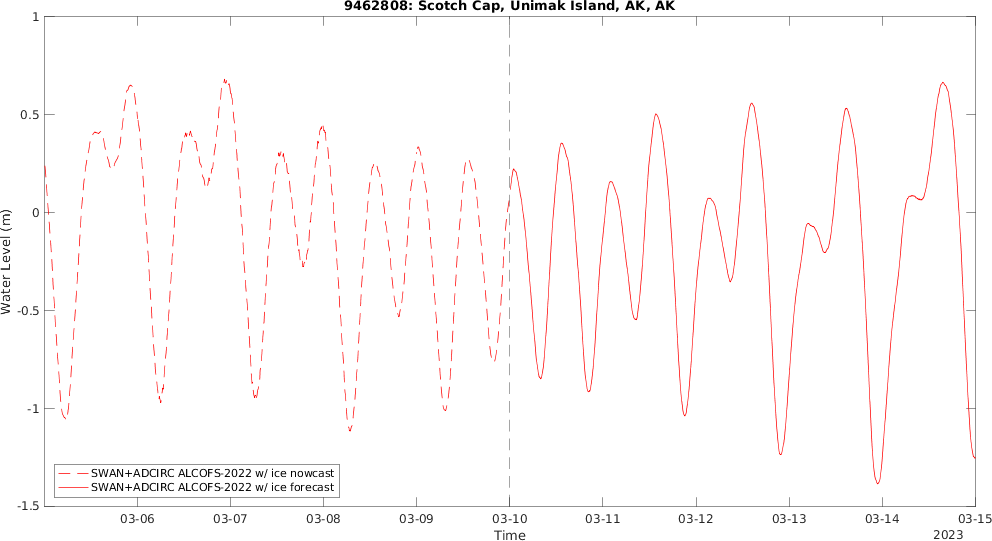 9462808: Scotch Cap, Unimak Island, AK, AK
1
0.5
0
-0.5
-1
-1.5
Water Level (m)
SWAN+ADCIRC ALCOFS-2022 w/ ice nowcast
SWAN+ADCIRC ALCOFS-2022 w/ ice forecast
03-06 03-07 03-08 03-09 03-10 03-11 03-12 03-13 03-14 03-15
Time
2023